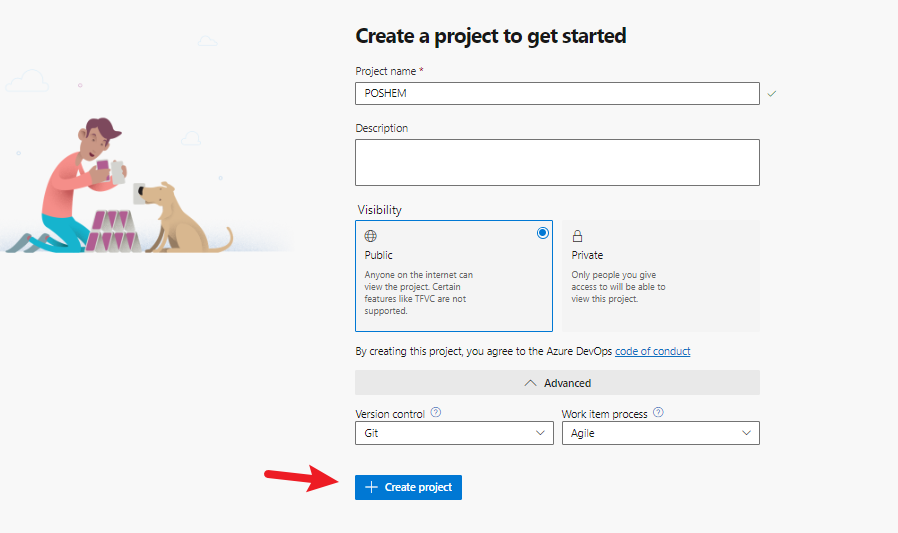 Create a project to get started
Project name *
POSHEM
Description
Visibility
Public
Anyone on the internet can
view the project. Certain
features like TFVC are not
supported.
Private
Only people you give
access to will be able to
view this project.
By creating this project, you agree to the Azure DevOps code of conduct
Advanced
Version control
Git
Work item process
Agile
Create project